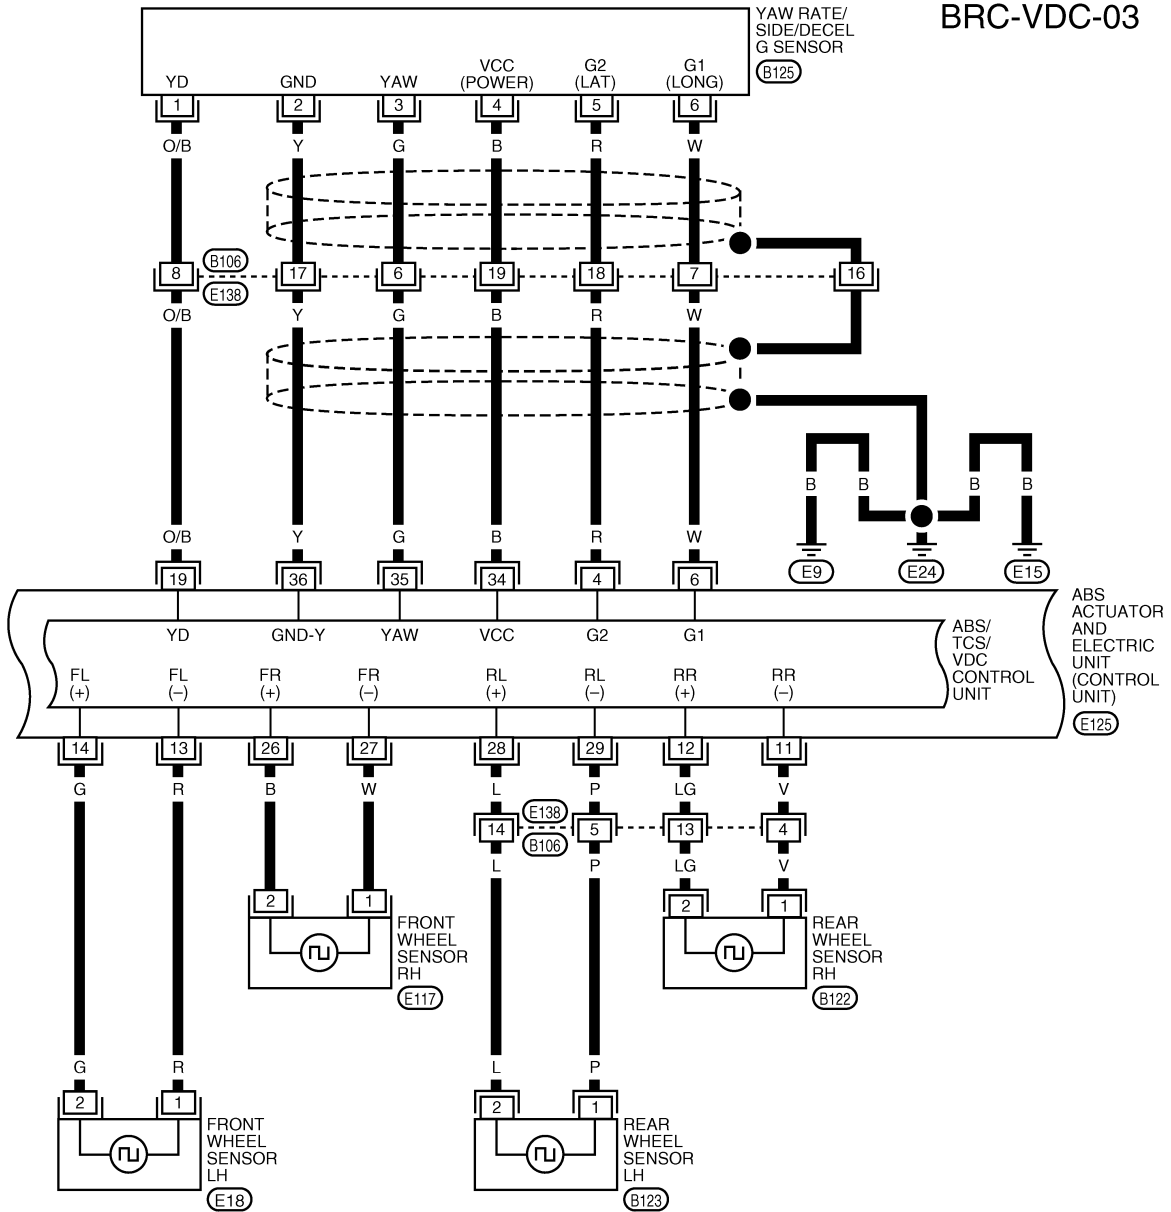 BRC-VDC-03
YAW RATE/
SIDE/DECEL
G SENSOR
B125
YD GND YAW VCC (POWER) G2 (LAT) G1 (LONG)
1 2 3 4 5 6
O/B Y G B R W
B106
8 17 6 19 18 7 16
E138
O/B Y G B R W
B B B B
O/B Y G B R W
E9 E24 E15
19 36 35 34 4 6
ABS
ACTUATOR
AND
ELECTRIC
UNIT
(CONTROL
UNIT)
E125
YD GND-Y YAW VCC G2 G1
ABS/
TCS/
VDC
CONTROL
UNIT
FL FL FR FR RL RL RR RR
(+) (–) (+) (–) (+) (–) (+) (–)
14 13 26 27 28 29 12 11
G R B W L P LG V
E138
14 5 13 4
B106
L P LG V
2 1
FRONT
WHEEL
SENSOR
RH
E117
2 1
REAR
WHEEL
SENSOR
RH
B122
G R L P
2 1
FRONT
WHEEL
SENSOR
LH
E18
2 1
REAR
WHEEL
SENSOR
LH
B123